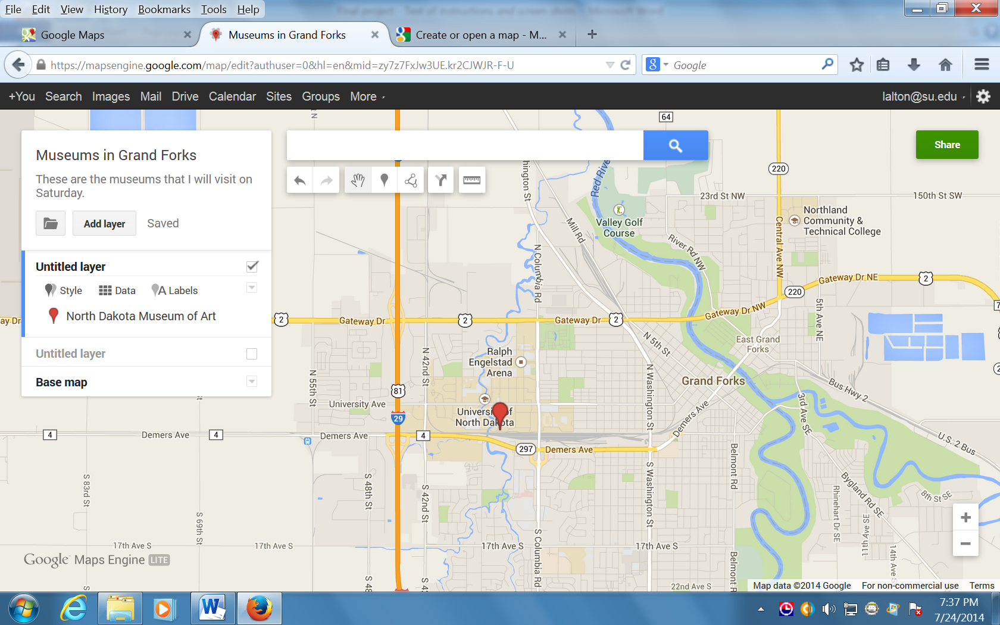 File Edit View History Bookmarks Tools Help
Google Maps
Museums in Grand Forks
Create or open a map - M...
https://mapsengine.google.com/map/edit?authuser=0&hl=en&mid=zy7z7FxJw3UE.kr2CJWJR-F-U
Google
+You Search Images Mail Drive Calendar Sites Groups More
lalton@su.edu
Museums in Grand Forks
These are the museums that I will visit on
Saturday.
Add layer Saved
Untitled layer
Style Data Labels
North Dakota Museum of Art
Untitled layer
Base map
Share
64
220
23rd St NW
150th St SW
Red River
Valley Golf
Course
Northland
Community &
Technical College
Central Ave NW
Mill Rd
River Rd NW
N Columbia Rd
Gateway Dr NE
2
220
5th Ave NE
Gateway Dr NW
2
Gateway Dr
2
Gateway Dr
2
East Grand
Forks
N 5th St
Ralph
Engelstad
Arena
N 42nd St
N 55th St
N Washington St
Grand Forks
Bus Hwy 2
81
University Ave
29
University of
North Dakota
3rd Ave SE
Demers Ave
4
Demers Ave
4
Demers Ave
4
297
Demers Ave
U.S. 2 Bus
Belmont Rd
S Washington St
S 83rd St
S 48th St
S 42nd St
S 69th St
Bygland Rd SE
Rhinehart Dr SE
8th St SE
11th Ave SE
14th Ave S
17th Ave S
17th Ave S
17th Ave S
17th Ave S
S Columbia Rd
Belmont R
S 48
S 4
22nd Ave S
Google Maps Engine LITE
Map data ©2014 Google For non-commercial use Terms
7:37 PM
7/24/2014